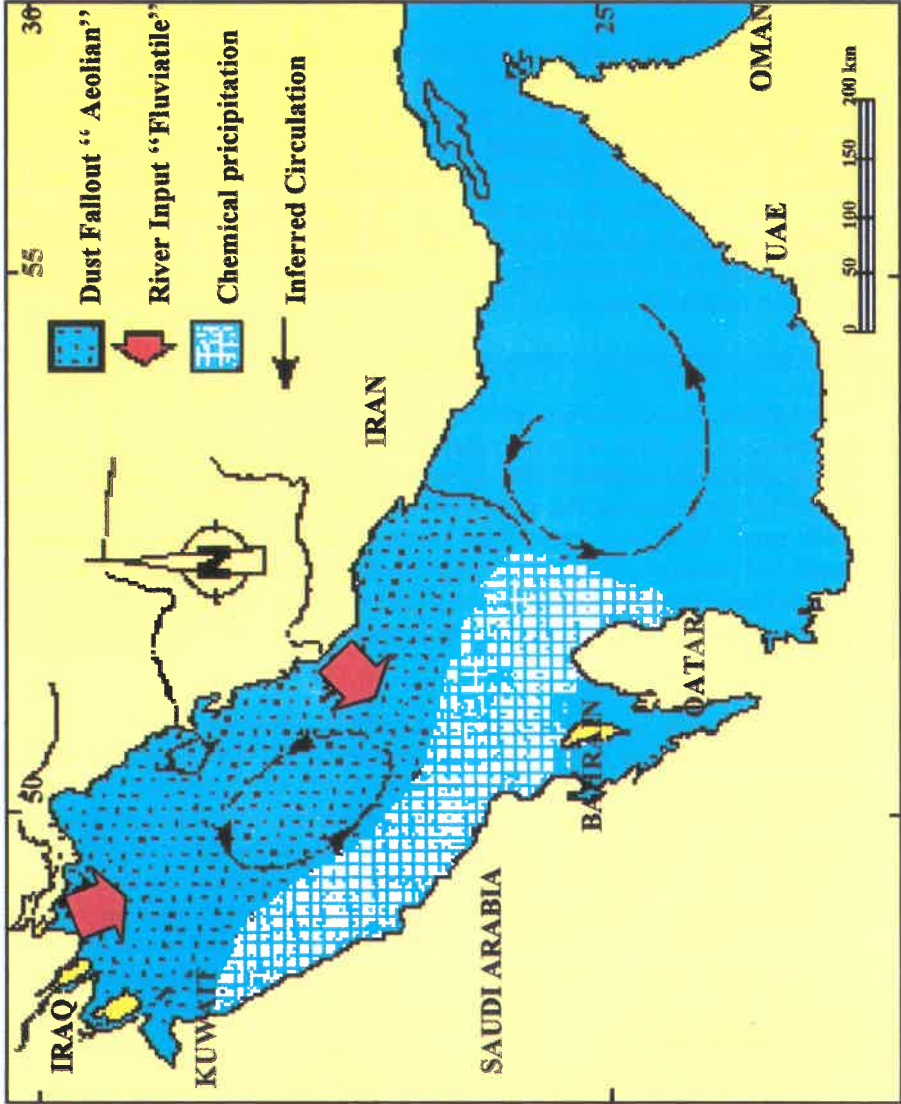 30
25
50
55
Dust Fallout “ Aeolian”
River Input “Fluviatile”
Chemical pricipitation
Inferred Circulation
N
IRAQ
KUWAIT
IRAN
SAUDI ARABIA
BAHRAIN
QATAR
UAE
OMAN
0 50 100 150 200 km